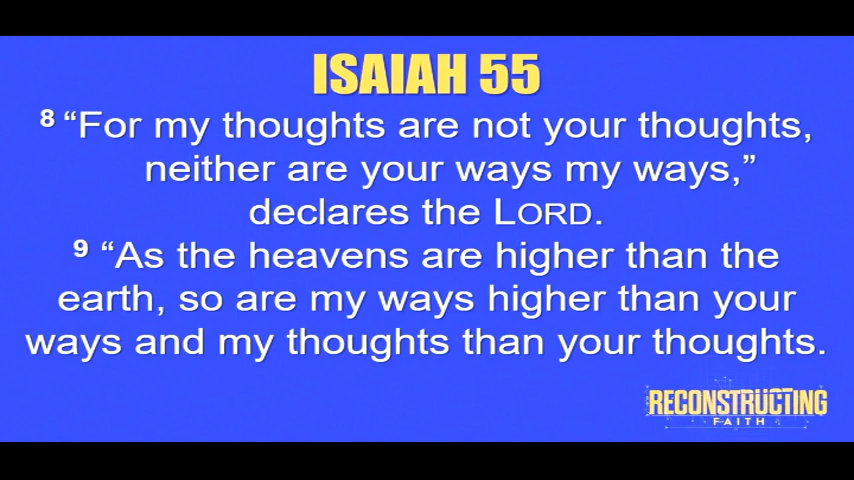 ISAIAH 55
8 “For my thoughts are not your thoughts,
neither are your ways my ways,”
declares the LORD.
9 “As the heavens are higher than the
earth, so are my ways higher than your
ways and my thoughts than your thoughts.
RECONSTRUCTING
FAITH